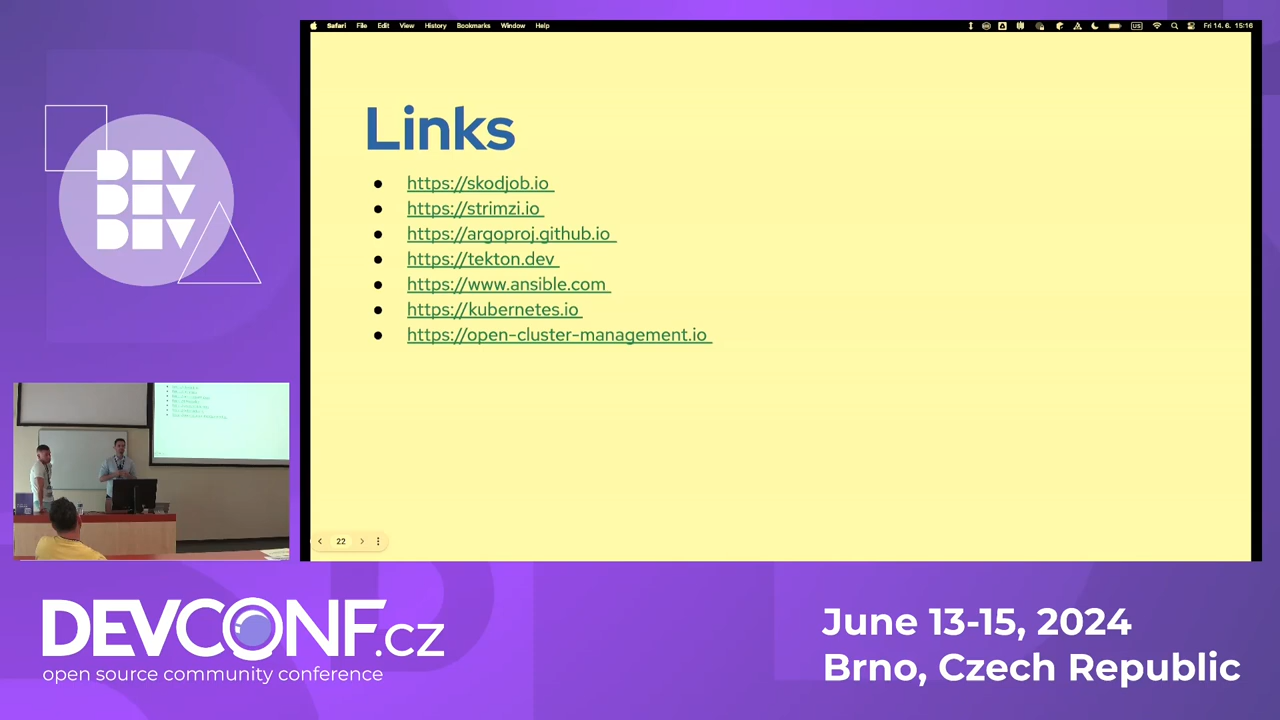 Safari File Edit View History Bookmarks Window Help
US
Fri 14. 6. 15:16
DEV
DEV
DEV
Links
https://skodjob.io
https://strimzi.io
https://argoproj.github.io
https://tekton.dev
https://www.ansible.com
https://kubernetes.io
https://open-cluster-management.io
22
DEVCONF.cz
open source community conference
June 13-15, 2024
Brno, Czech Republic